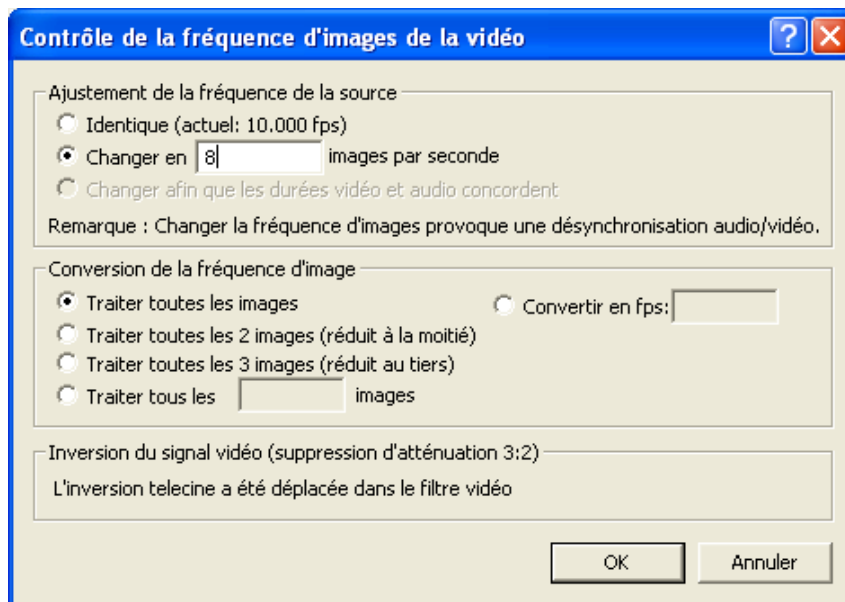 Contrôle de la fréquence d'images de la vidéo
Ajustement de la fréquence de la source
Identique (actuel: 10.000 fps)
Changer en 8 images par seconde
Changer afin que les durées vidéo et audio concordent
Remarque : Changer la fréquence d'images provoque une désynchronisation audio/vidéo.
Conversion de la fréquence d'image
Traiter toutes les images
Convertir en fps:
Traiter toutes les 2 images (réduit à la moitié)
Traiter toutes les 3 images (réduit au tiers)
Traiter tous les images
Inversion du signal vidéo (suppression d'atténuation 3:2)
L'inversion telecine a été déplacée dans le filtre vidéo
OK Annuler